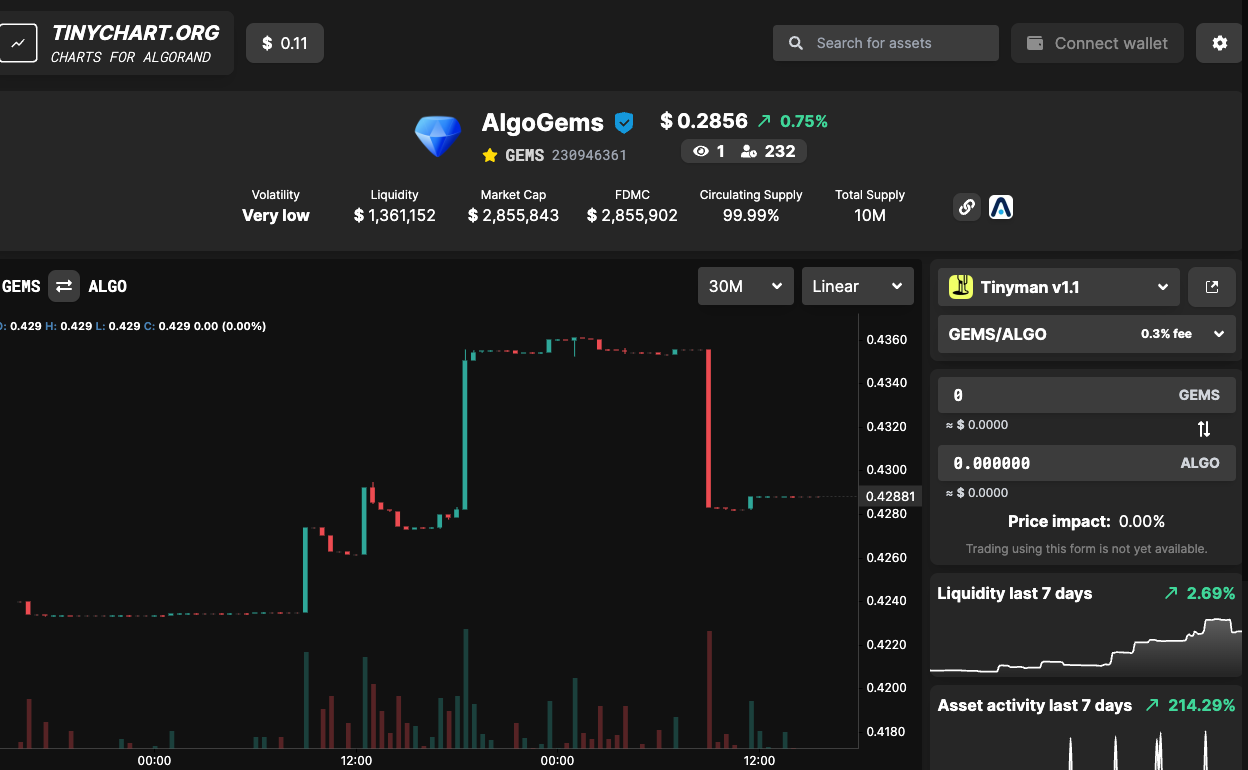 TINYCHART.ORG
CHARTS FOR ALGORAND
$ 0.11
Search for assets
Connect wallet
AlgoGems
$ 0.2856 ↗ 0.75%
GEMS 230946361
1 232
Volatility Liquidity Market Cap FDMC Circulating Supply Total Supply
Very low $ 1,361,152 $ 2,855,843 $ 2,855,902 99.99% 10M
GEMS ALGO
30M Linear
: 0.429 H: 0.429 L: 0.429 C: 0.429 0.00 (0.00%)
0.4360
0.4340
0.4320
0.4300
0.42881
0.4280
0.4260
0.4240
0.4220
0.4200
0.4180
00:00 12:00 00:00 12:00
Tinyman v1.1
GEMS/ALGO 0.3% fee
0 GEMS
≈ $ 0.0000
0.000000 ALGO
≈ $ 0.0000
Price impact: 0.00%
Trading using this form is not yet available.
Liquidity last 7 days ↗ 2.69%
Asset activity last 7 days ↗ 214.29%